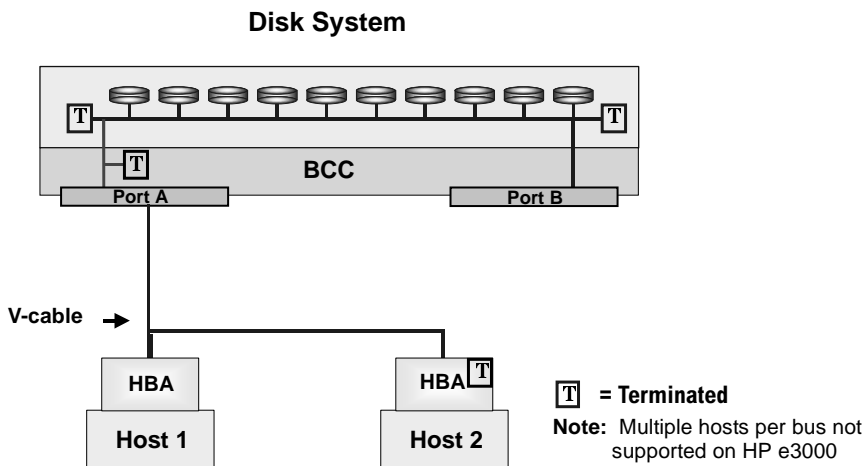 Disk System
T
T
T
BCC
Port A
Port B
V-cable
HBA
HBA
T
Host 1
Host 2
T = Terminated
Note: Multiple hosts per bus not
supported on HP e3000